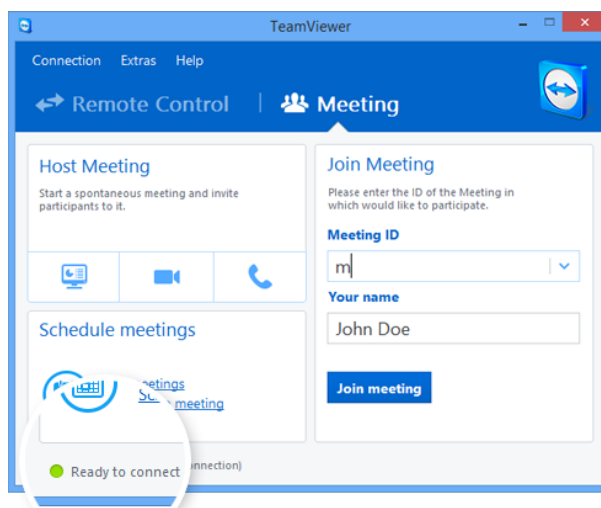 TeamViewer
Connection Extras Help
Remote Control | Meeting
Host Meeting
Start a spontaneous meeting and invite
participants to it.
Join Meeting
Please enter the ID of the Meeting in
which would like to participate.
Meeting ID
m
Your name
John Doe
Join meeting
Schedule meetings
meeting
Ready to connect